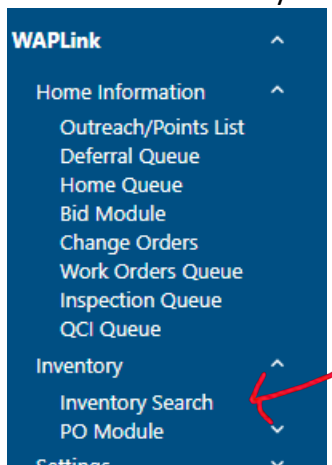 WAPLink
Home Information
Outreach/Points List
Deferral Queue
Home Queue
Bid Module
Change Orders
Work Orders Queue
Inspection Queue
QCI Queue
Inventory
Inventory Search
PO Module
Settings